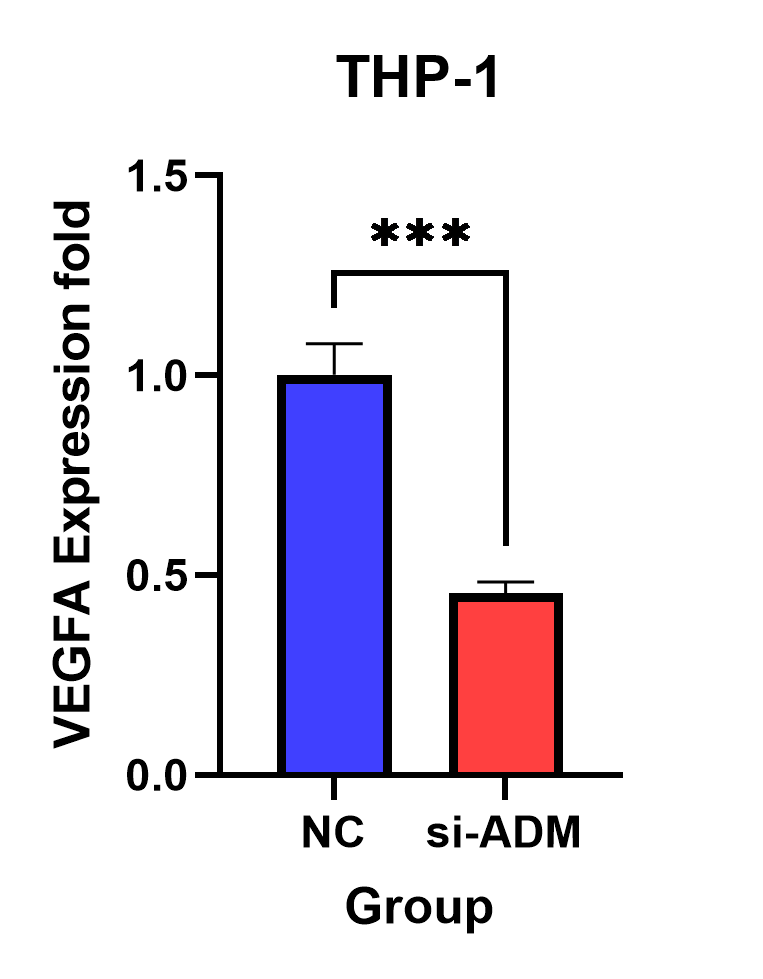 THP-1
1.5
***
1.0
0.5
0.0
VEGFA Expression fold
NC si-ADM
Group